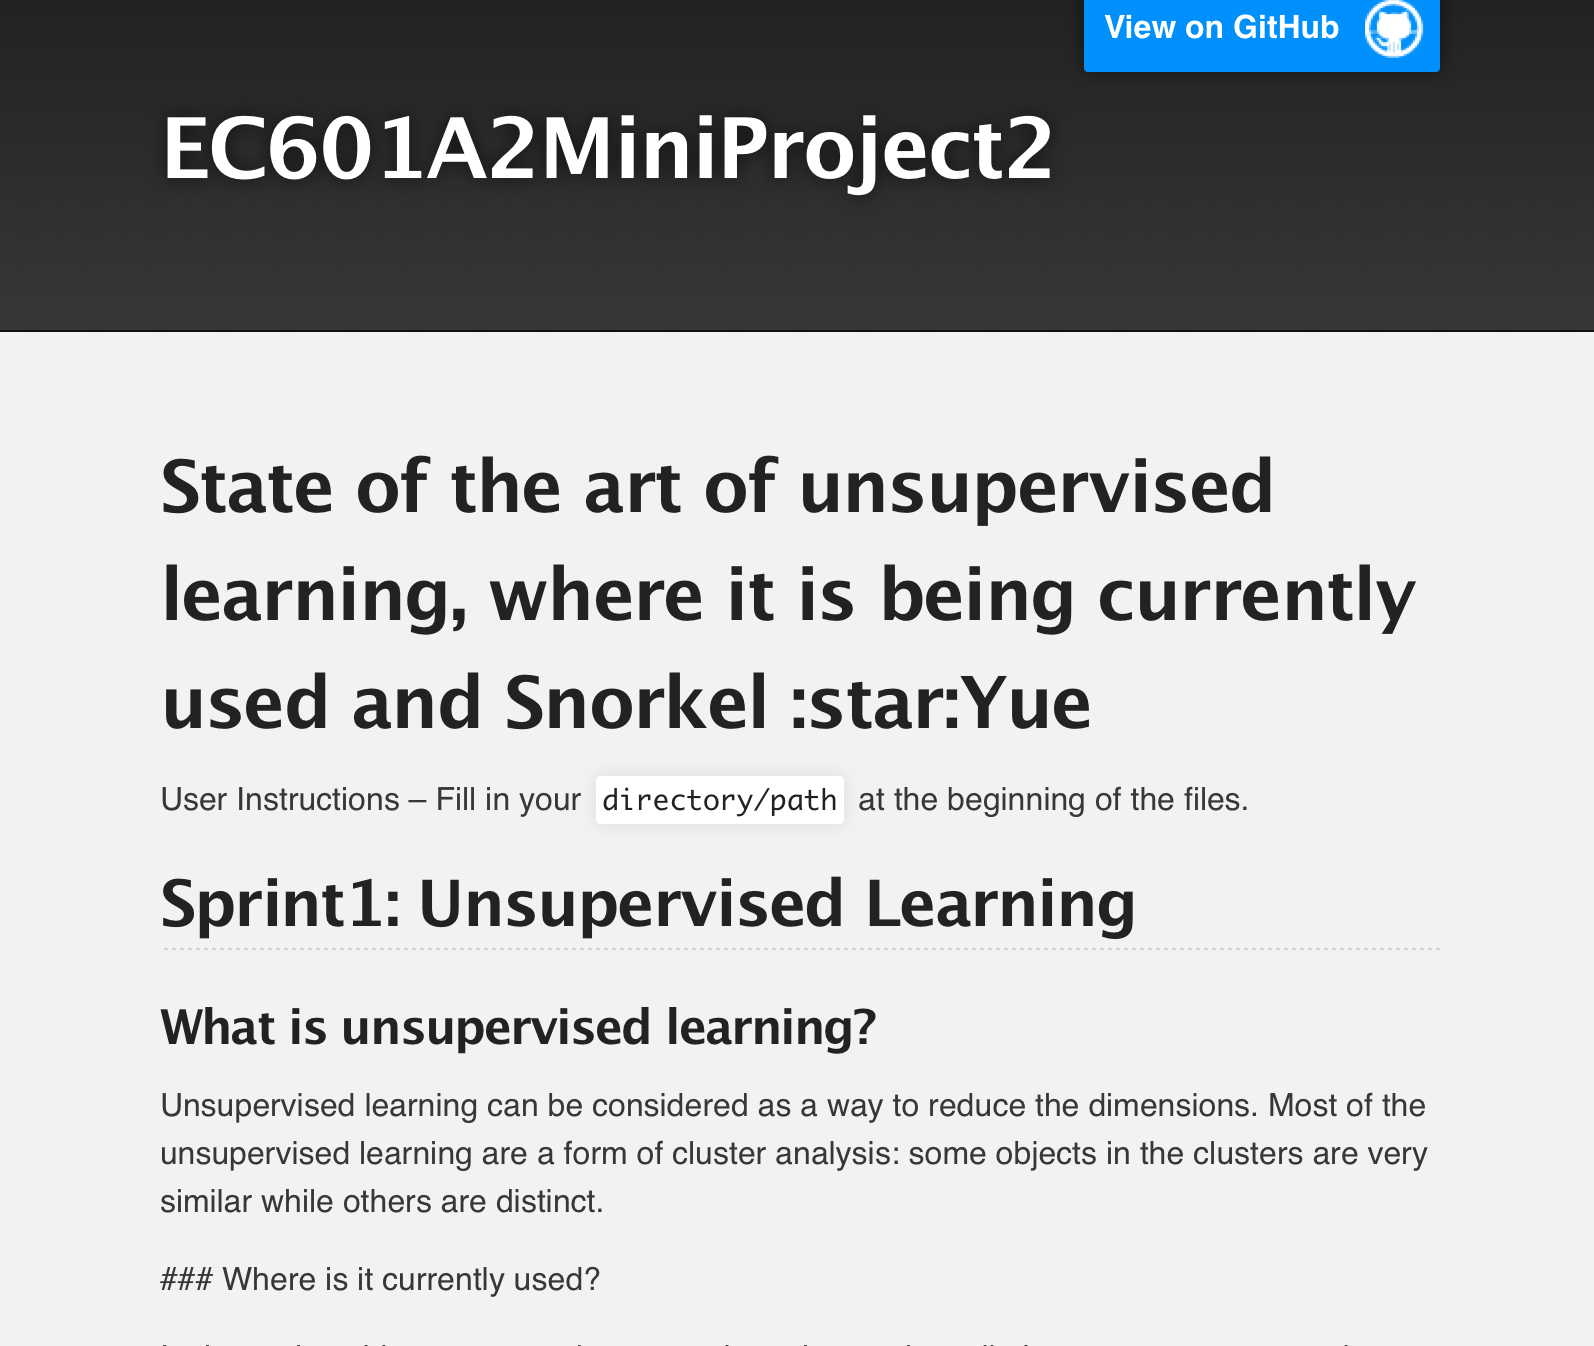 View on GitHub
EC601A2MiniProject2
State of the art of unsupervised
learning, where it is being currently
used and Snorkel :star:Yue
User Instructions – Fill in your directory/path at the beginning of the files.
Sprint1: Unsupervised Learning
What is unsupervised learning?
Unsupervised learning can be considered as a way to reduce the dimensions. Most of the
unsupervised learning are a form of cluster analysis: some objects in the clusters are very
similar while others are distinct.
### Where is it currently used?